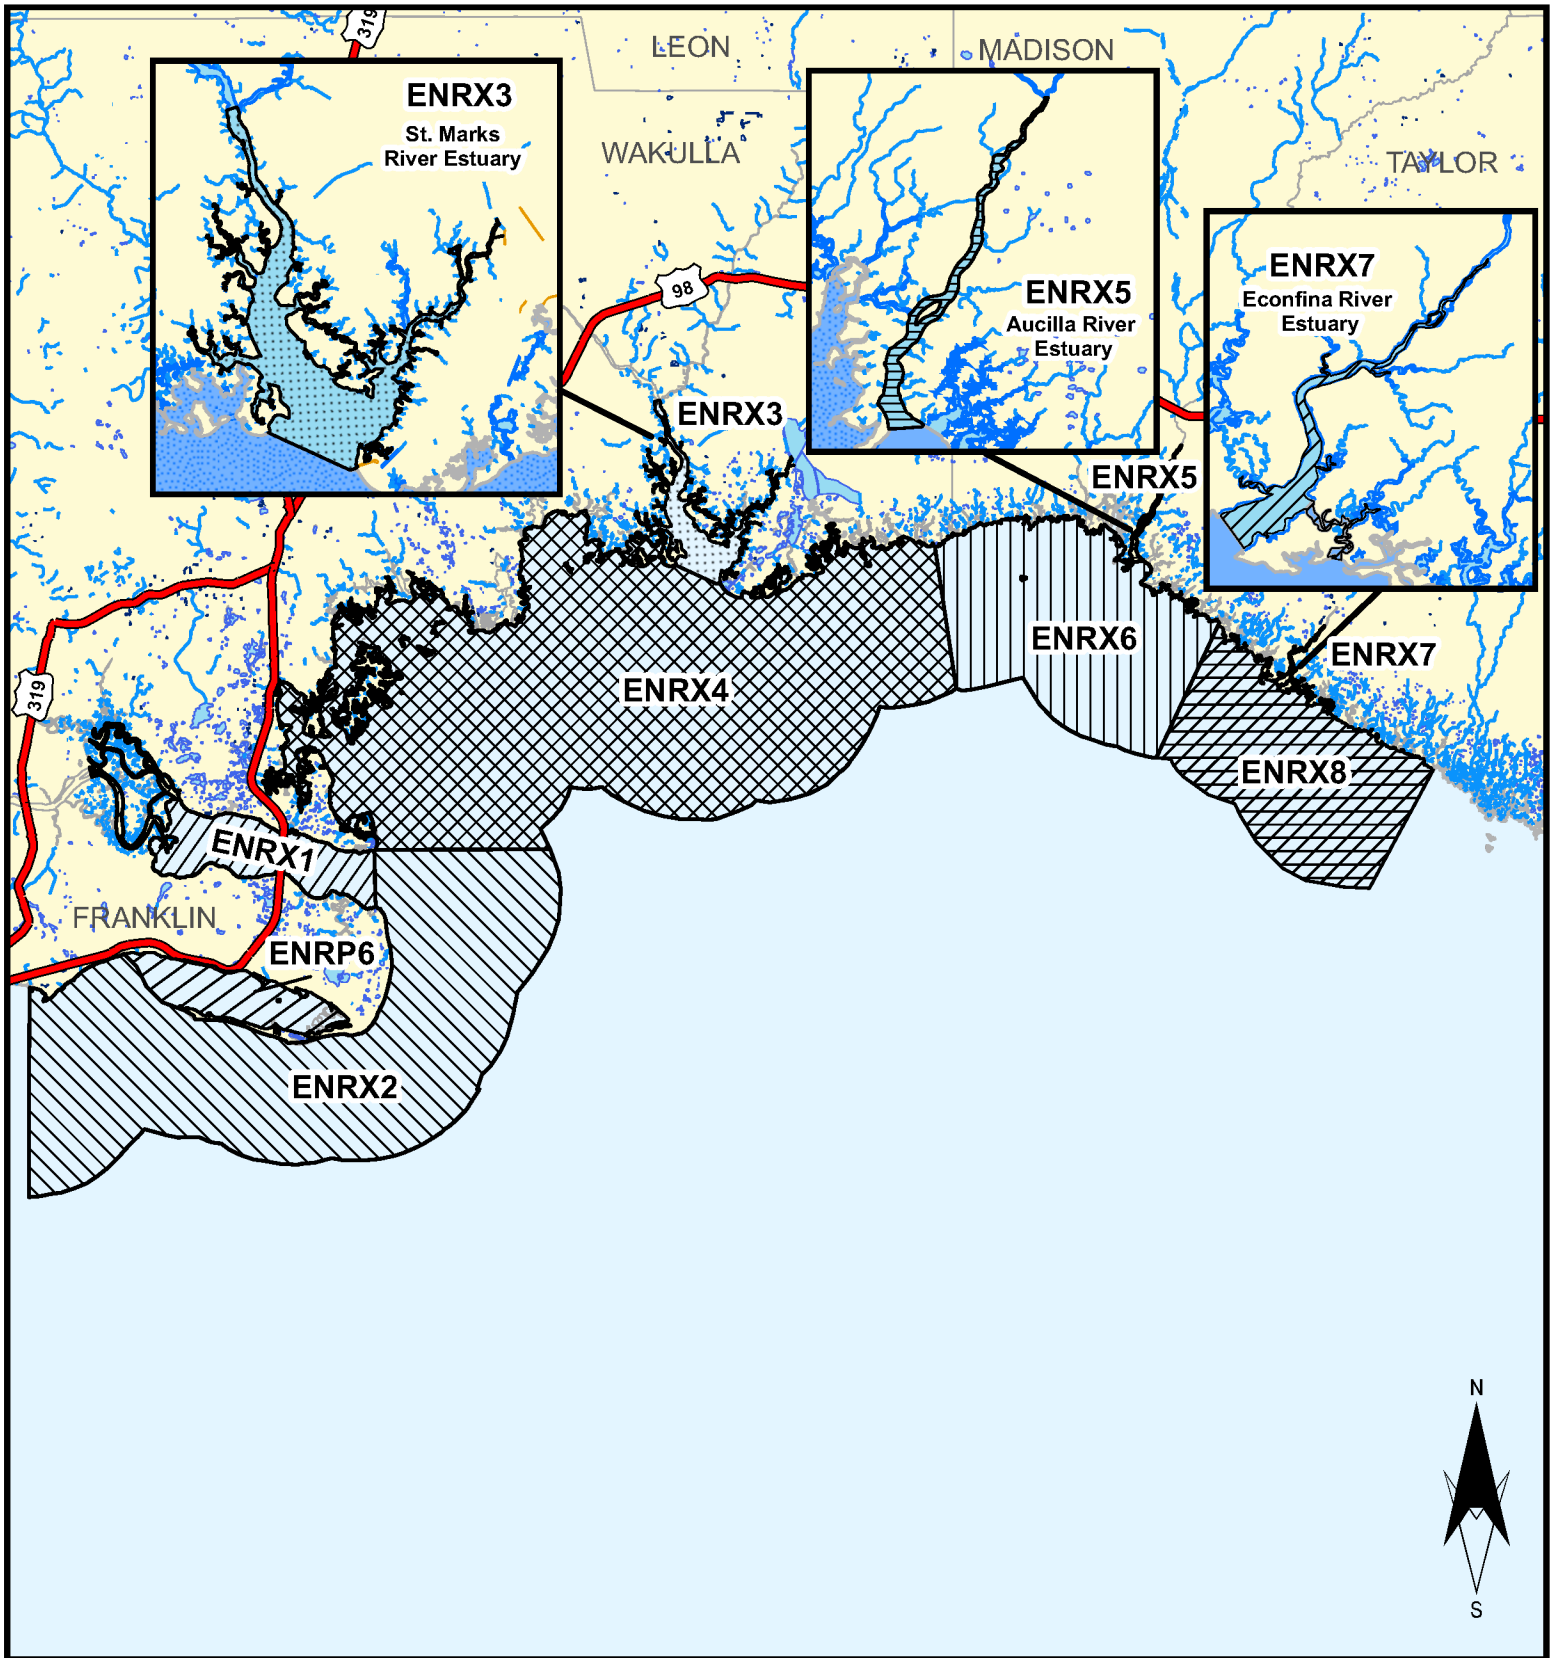 319
LEON
MADISON
ENRX3
St. Marks
River Estuary
WAKULLA
TAYLOR
ENRX7
Econfina River
Estuary
98
ENRX5
Aucilla River
Estuary
ENRX3
ENRX5
ENRX6
ENRX7
319
ENRX4
ENRX8
ENRX1
FRANKLIN
ENRP6
ENRX2
N
S